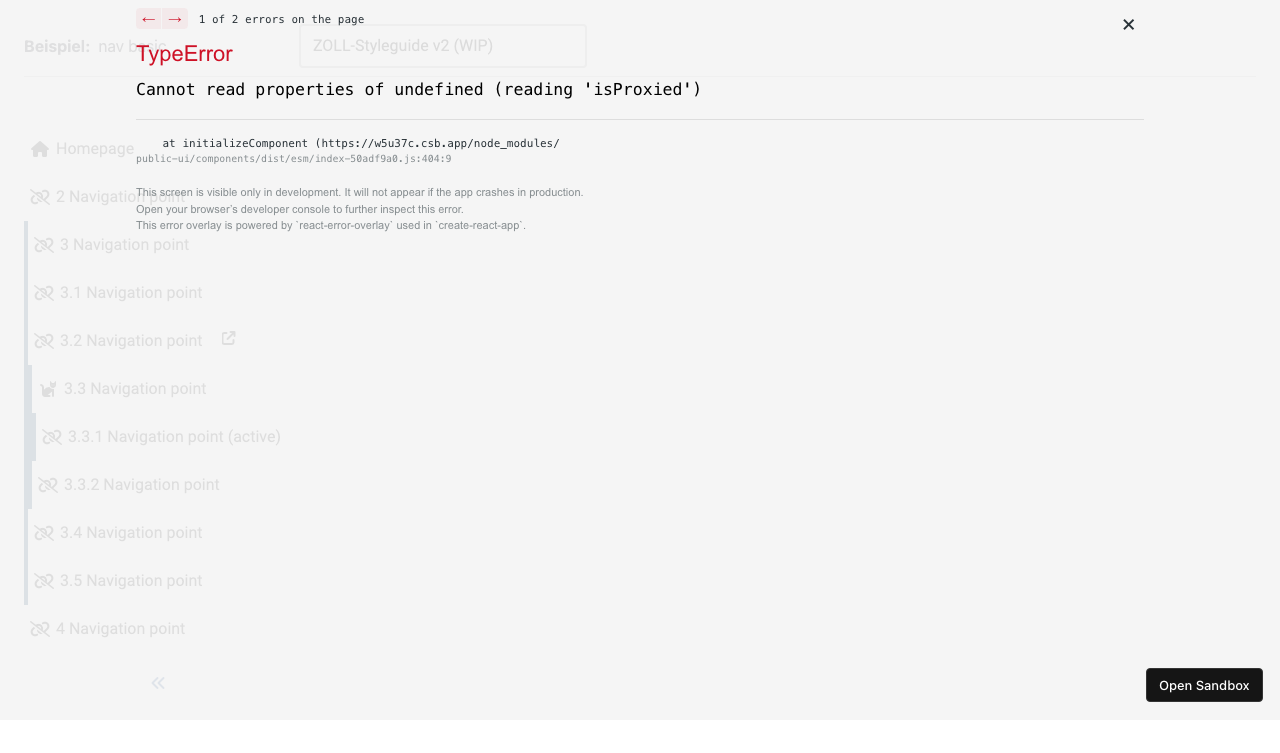 ← → 1 of 2 errors on the page
×
Beispiel: nav basic
ZOLL-Styleguide v2 (WIP)
TypeError
Cannot read properties of undefined (reading 'isProxied')
at initializeComponent (https://w5u37c.csb.app/node_modules/
public-ui/components/dist/esm/index-50adf9a0.js:404:9
Homepage
This screen is visible only in development. It will not appear if the app crashes in production.
2 Navigation point
Open your browser's developer console to further inspect this error.
This error overlay is powered by `react-error-overlay` used in `create-react-app`.
3 Navigation point
3.1 Navigation point
3.2 Navigation point
3.3 Navigation point
3.3.1 Navigation point (active)
3.3.2 Navigation point
3.4 Navigation point
3.5 Navigation point
4 Navigation point
Open Sandbox